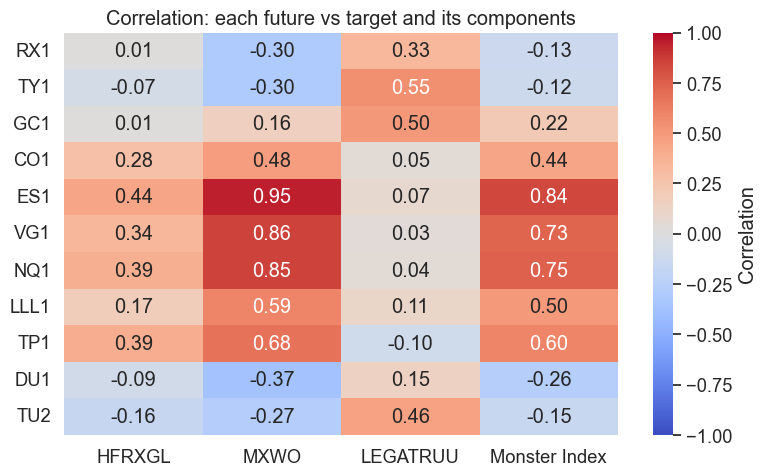 Correlation: each future vs target and its components
RX1 0.01 -0.30 0.33 -0.13
TY1 -0.07 -0.30 0.55 -0.12
GC1 0.01 0.16 0.50 0.22
CO1 0.28 0.48 0.05 0.44
ES1 0.44 0.95 0.07 0.84
VG1 0.34 0.86 0.03 0.73
NQ1 0.39 0.85 0.04 0.75
LLL1 0.17 0.59 0.11 0.50
TP1 0.39 0.68 -0.10 0.60
DU1 -0.09 -0.37 0.15 -0.26
TU2 -0.16 -0.27 0.46 -0.15
HFRXGL MXWO LEGATRUU Monster Index
1.00
0.75
0.50
0.25
0.00
−0.25
−0.50
−0.75
−1.00
Correlation